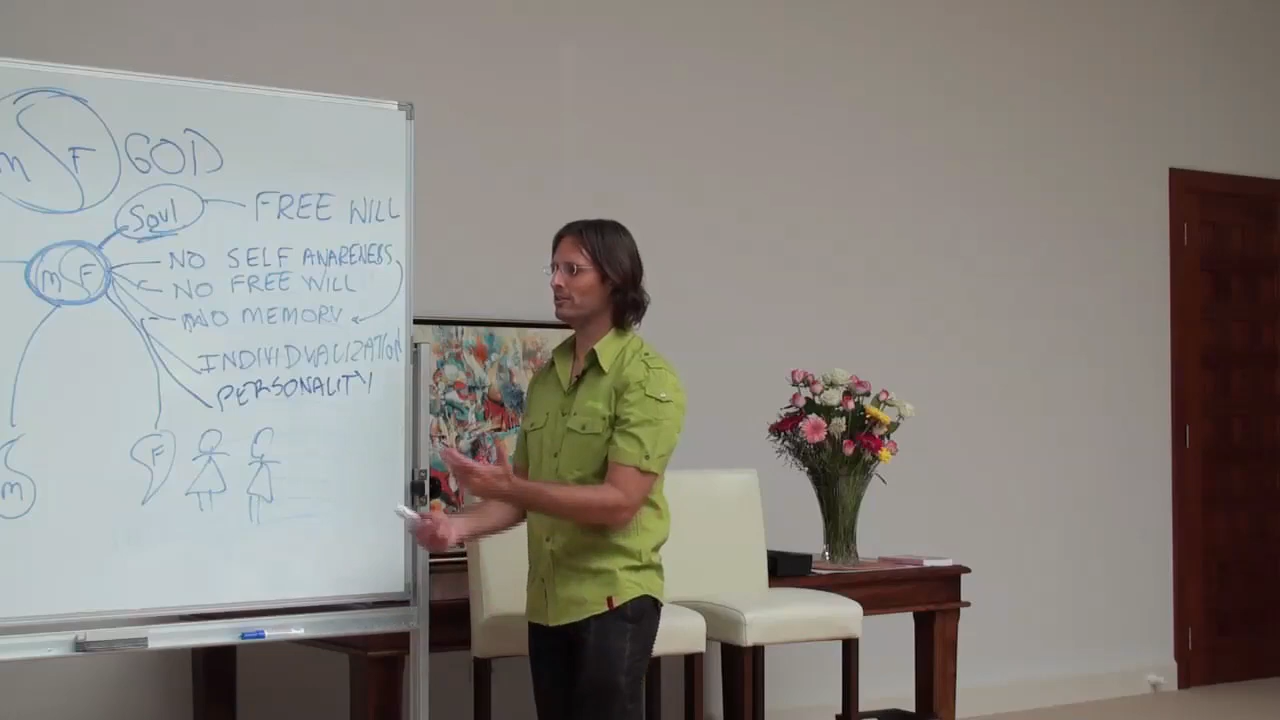 M F GOD
Soul FREE WILL
M F NO SELF AWARENESS
NO FREE WILL
NO MEMORY
INDIVIDUALIZATION
PERSONALITY
M F